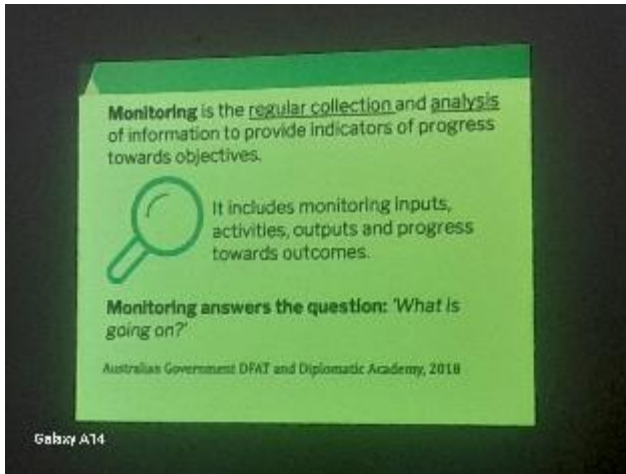 Monitoring is the regular collection and analysis
of information to provide indicators of progress
towards objectives.
It includes monitoring inputs,
activities, outputs and progress
towards outcomes.
Monitoring answers the question: 'What is
going on?'
Australian Government DFAT and Diplomatic Academy, 2018
Galaxy A14